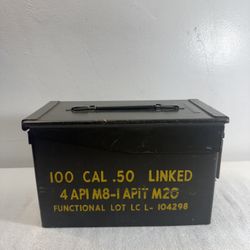 100 CAL .50 LINKED
4 API M8-1 APIT M20
FUNCTIONAL LOT LC L- 104298